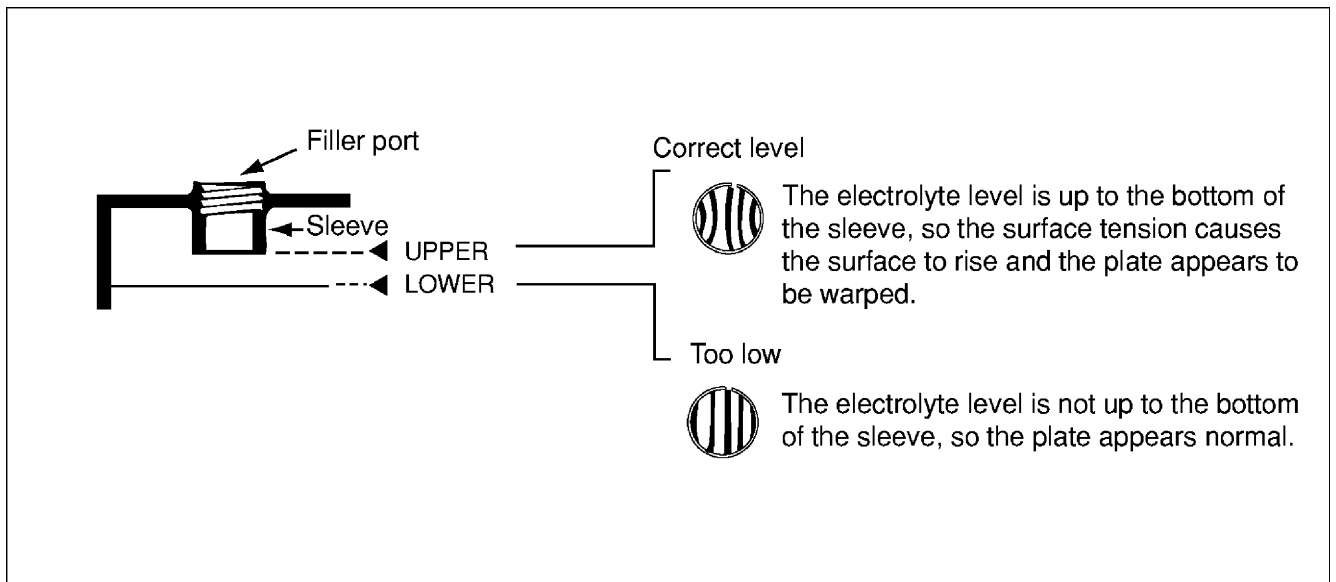 Filler port
Sleeve
UPPER
LOWER
Correct level
The electrolyte level is up to the bottom of
the sleeve, so the surface tension causes
the surface to rise and the plate appears to
be warped.
Too low
The electrolyte level is not up to the bottom
of the sleeve, so the plate appears normal.